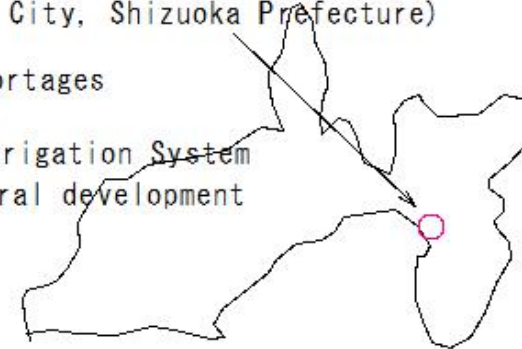 City, Shizuoka Prefecture)
ortages
rigation System
ral development